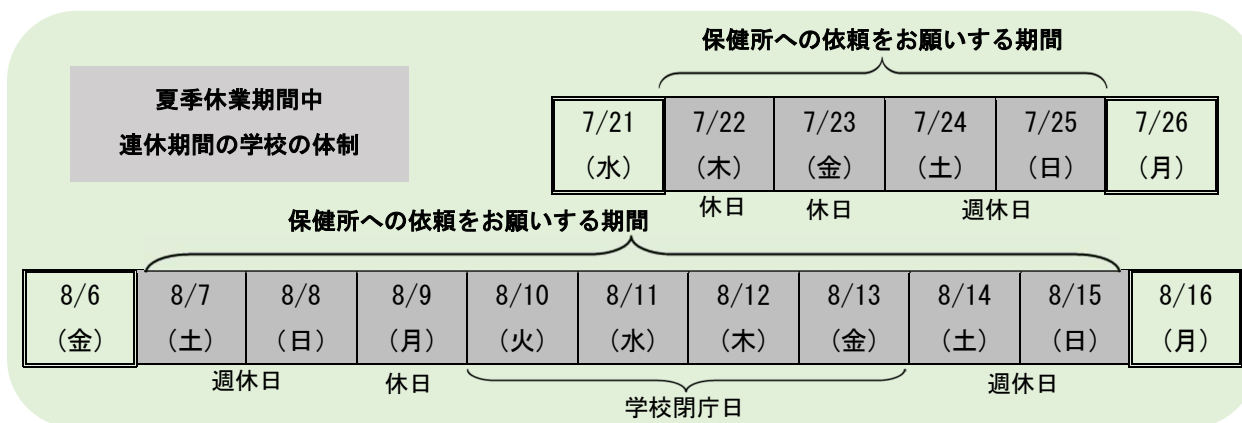 保健所への依頼をお願いする期間
夏季休業期間中
連休期間の学校の体制
7/21 7/22 7/23 7/24 7/25 7/26
（水） （木） （金） （土） （日） （月）
休日 休日 週休日
保健所への依頼をお願いする期間
8/6 8/7 8/8 8/9 8/10 8/11 8/12 8/13 8/14 8/15 8/16
（金） （土） （日） （月） （火） （水） （木） （金） （土） （日） （月）
週休日 休日 週休日
学校閉庁日